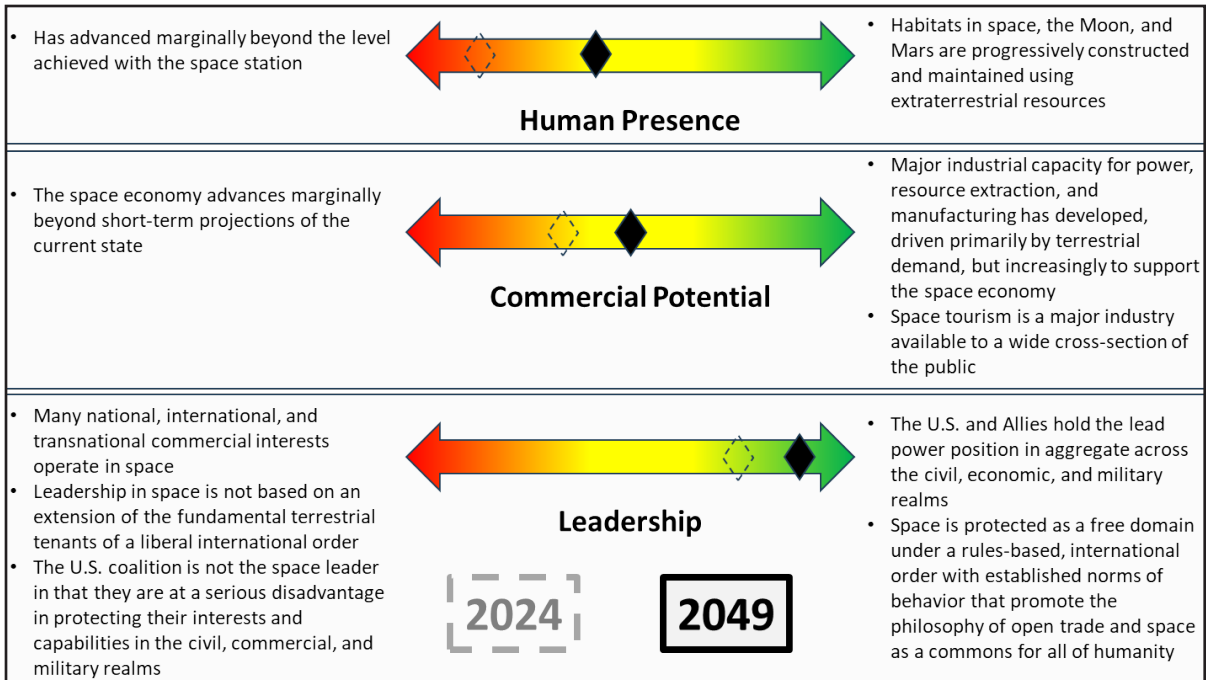 • Has advanced marginally beyond the level
achieved with the space station
Human Presence
• Habitats in space, the Moon, and
Mars are progressively constructed
and maintained using
extraterrestrial resources
• The space economy advances marginally
beyond short-term projections of the
current state
Commercial Potential
• Major industrial capacity for power,
resource extraction, and
manufacturing has developed,
driven primarily by terrestrial
demand, but increasingly to support
the space economy
• Space tourism is a major industry
available to a wide cross-section of
the public
• Many national, international, and
transnational commercial interests
operate in space
• Leadership in space is not based on an
extension of the fundamental terrestrial
tenants of a liberal international order
• The U.S. coalition is not the space leader
in that they are at a serious disadvantage
in protecting their interests and
capabilities in the civil, commercial, and
military realms
Leadership
2024
2049
• The U.S. and Allies hold the lead
power position in aggregate across
the civil, economic, and military
realms
• Space is protected as a free domain
under a rules-based, international
order with established norms of
behavior that promote the
philosophy of open trade and space
as a commons for all of humanity